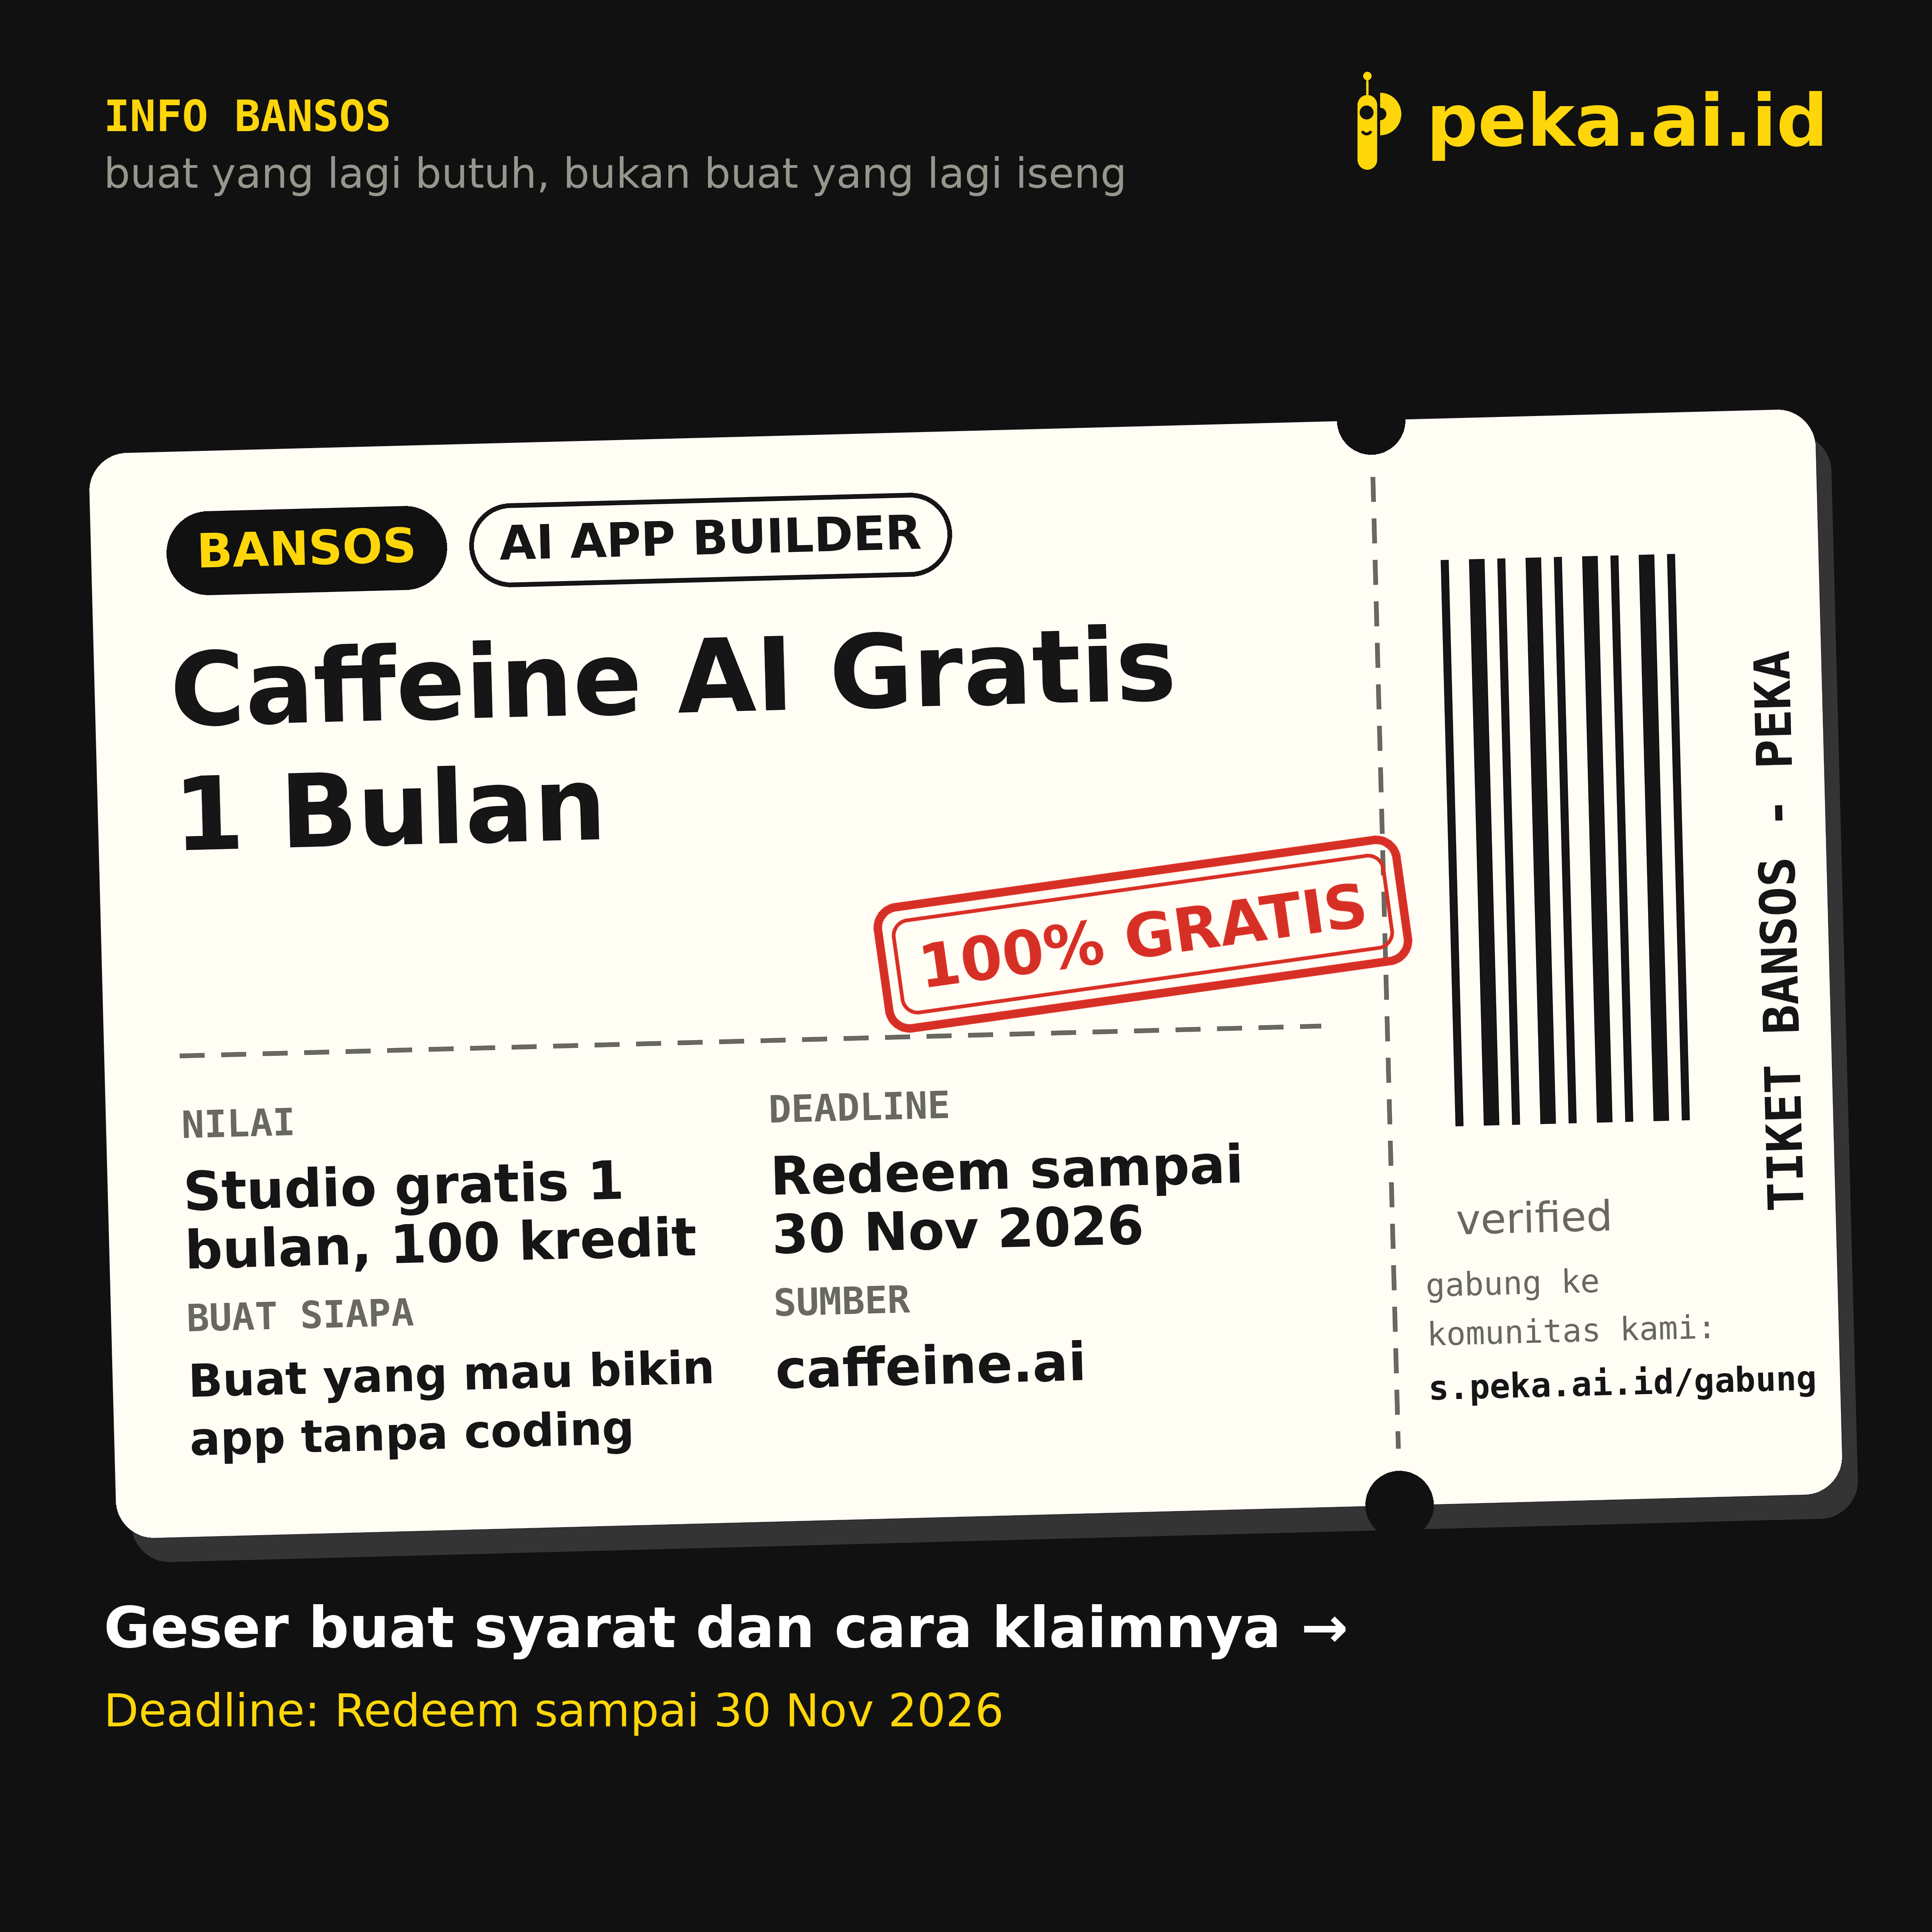 INFO BANSOS
buat yang lagi butuh, bukan buat yang lagi iseng
peka.ai.id
BANSOS
AI APP BUILDER
Caffeine AI Gratis
1 Bulan
100% GRATIS
NILAI
Studio gratis 1
bulan, 100 kredit
DEADLINE
Redeem sampai
30 Nov 2026
BUAT SIAPA
Buat yang mau bikin
app tanpa coding
SUMBER
caffeine.ai
TIKET BANSOS - PEKA
verified
gabung ke
komunitas kami:
s.peka.ai.id/gabung
Geser buat syarat dan cara klaimnya →
Deadline: Redeem sampai 30 Nov 2026